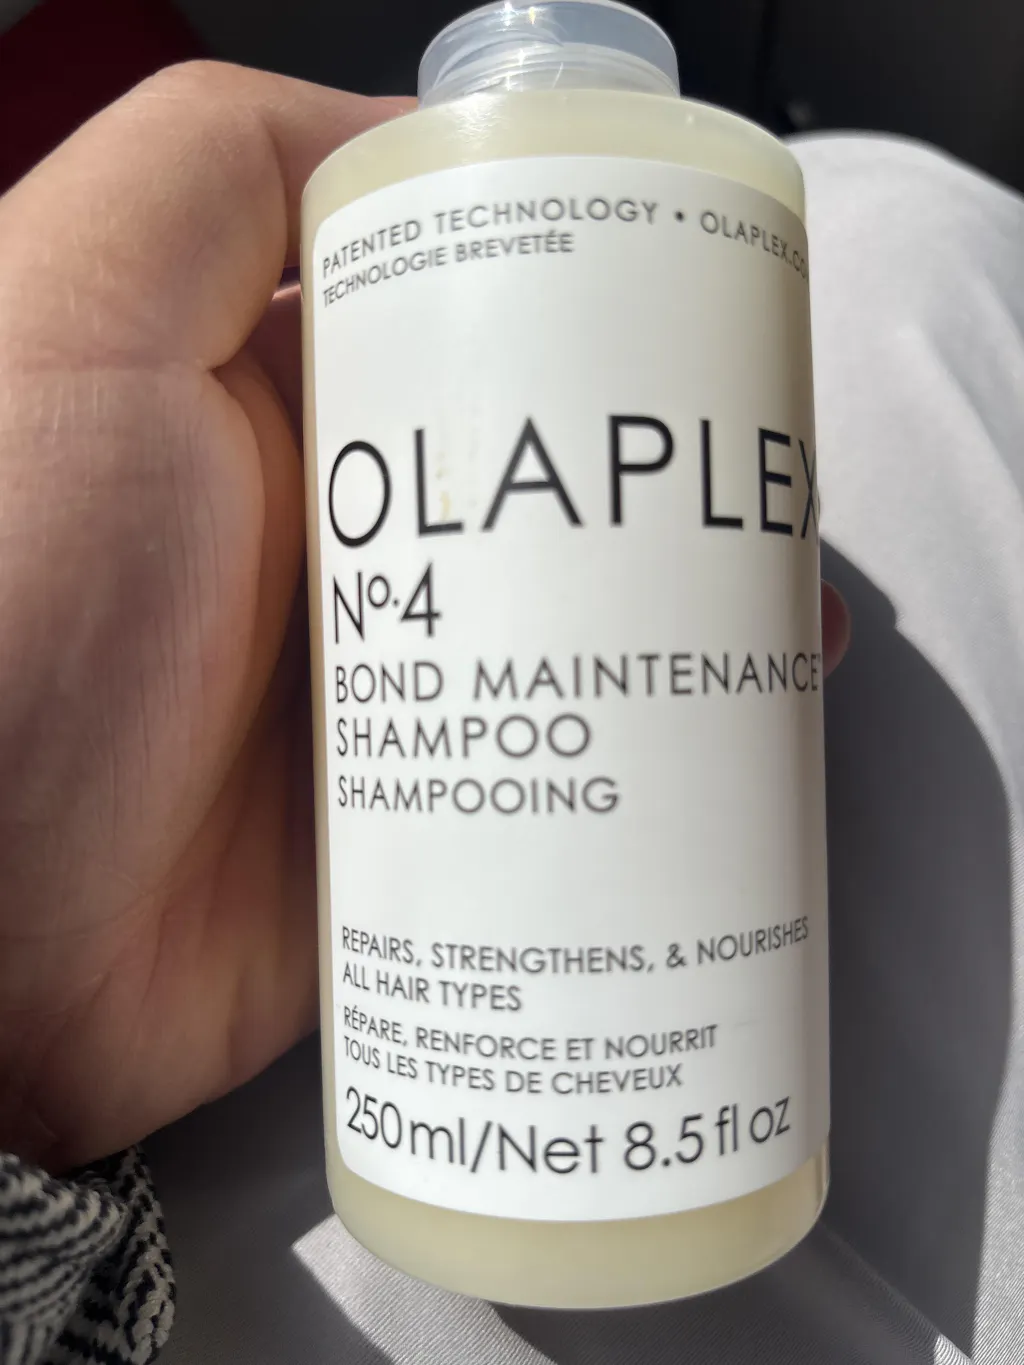 PATENTED TECHNOLOGY • OLAPLEX.CO
TECHNOLOGIE BREVETÉE
OLAPLEX
Nº.4
BOND MAINTENANCE™
SHAMPOO
SHAMPOOING
REPAIRS, STRENGTHENS, & NOURISHES
ALL HAIR TYPES
RÉPARE, RENFORCE ET NOURRIT
TOUS LES TYPES DE CHEVEUX
250ml/Net 8.5 fl oz